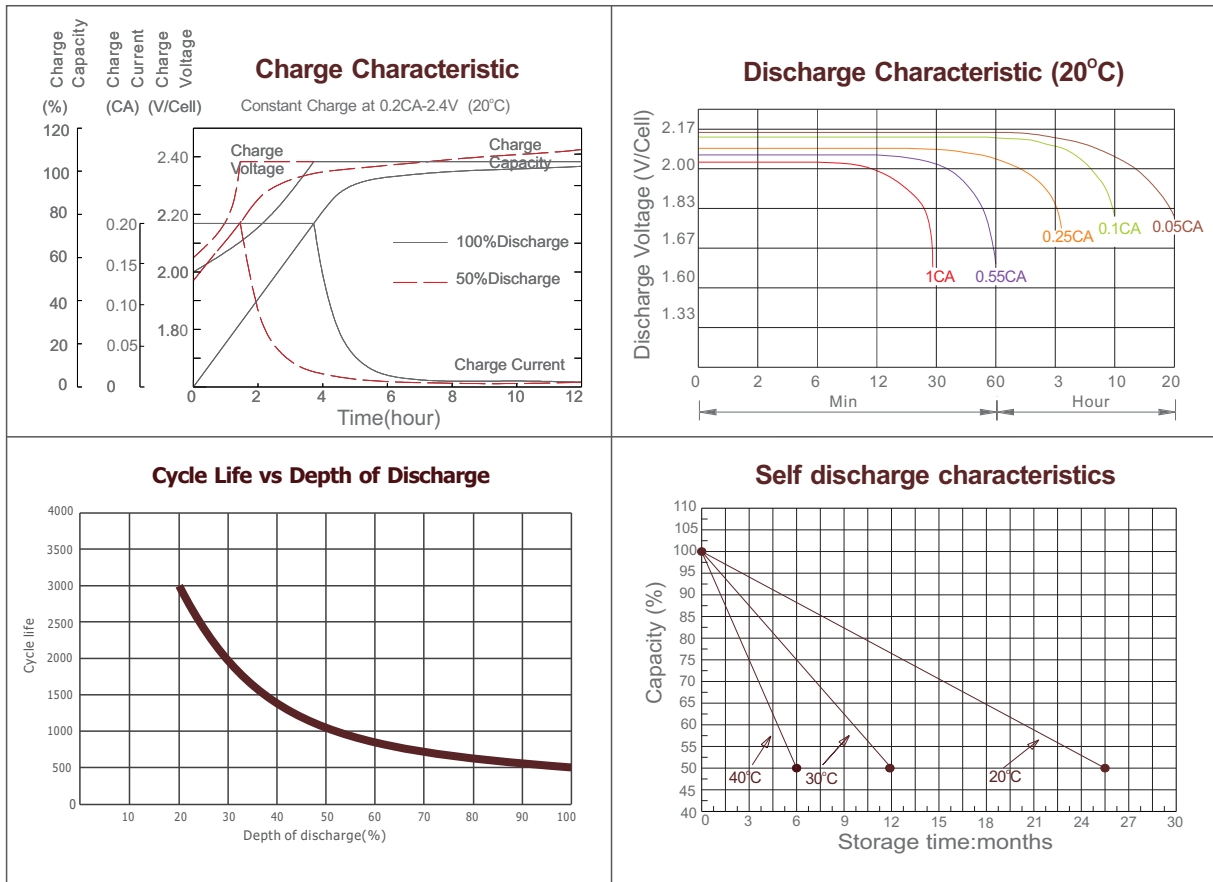 Charge Characteristic
Constant Charge at 0.2CA-2.4V (20°C)
Charge
Capacity
Charge
Current
Charge
Voltage
(%)
(CA)
(V/Cell)
120
100
80
60
40
20
0
0.20
0.15
0.10
0.05
0
2.40
2.20
2.00
1.80
Charge
Voltage
Charge
Capacity
100%Discharge
50%Discharge
Charge Current
0 2 4 6 8 10 12
Time(hour)
Discharge Characteristic (20°C)
Discharge Voltage (V/Cell)
2.17
2.00
1.83
1.67
1.60
1.33
1CA
0.55CA
0.25CA
0.1CA
0.05CA
0 2 6 12 30 60 3 10 20
Min
Hour
Cycle Life vs Depth of Discharge
Cycle life
4000
3500
3000
2500
2000
1500
1000
500
0
10 20 30 40 50 60 70 80 90 100
Depth of discharge(%)
Self discharge characteristics
Capacity (%)
110
105
100
95
90
85
80
75
70
65
60
55
50
45
40
40°C
30°C
20°C
0 3 6 9 12 15 18 21 24 27 30
Storage time:months